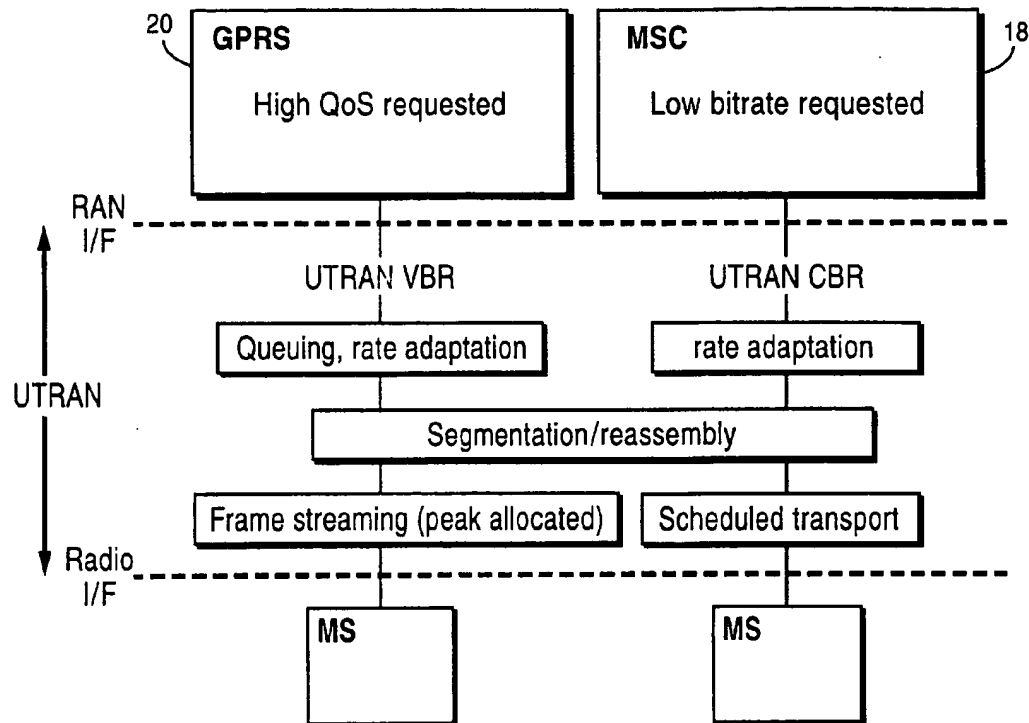 20
GPRS
High QoS requested
MSC
Low bitrate requested
18
RAN
I/F
UTRAN VBR
UTRAN CBR
Queuing, rate adaptation
rate adaptation
UTRAN
Segmentation/reassembly
Frame streaming (peak allocated)
Scheduled transport
Radio
I/F
MS
MS